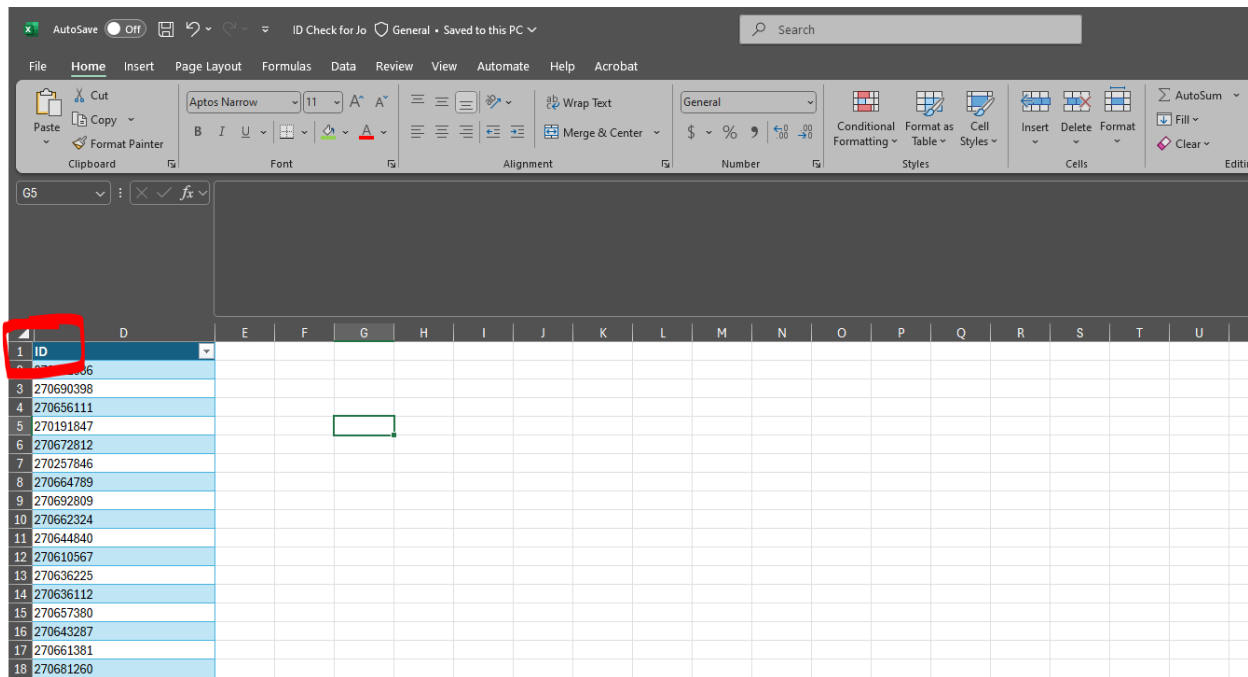 AutoSave Off ID Check for Jo General • Saved to this PC Search
File Home Insert Page Layout Formulas Data Review View Automate Help Acrobat
Paste
Cut
Copy
Format Painter
Clipboard
Aptos Narrow 11 A A
B I U A
Font
Wrap Text
Merge & Center
Alignment
General
$ % 9
Number
Conditional Formatting
Format as Table
Cell Styles
Styles
Insert Delete Format
Cells
AutoSum
Fill
Clear
Editi
G5 fx
D E F G H I J K L M N O P Q R S T U
1 ID
3 270690398
4 270656111
5 270191847
6 270672812
7 270257846
8 270664789
9 270692809
10 270662324
11 270644840
12 270610567
13 270636225
14 270636112
15 270657380
16 270643287
17 270661381
18 270681260